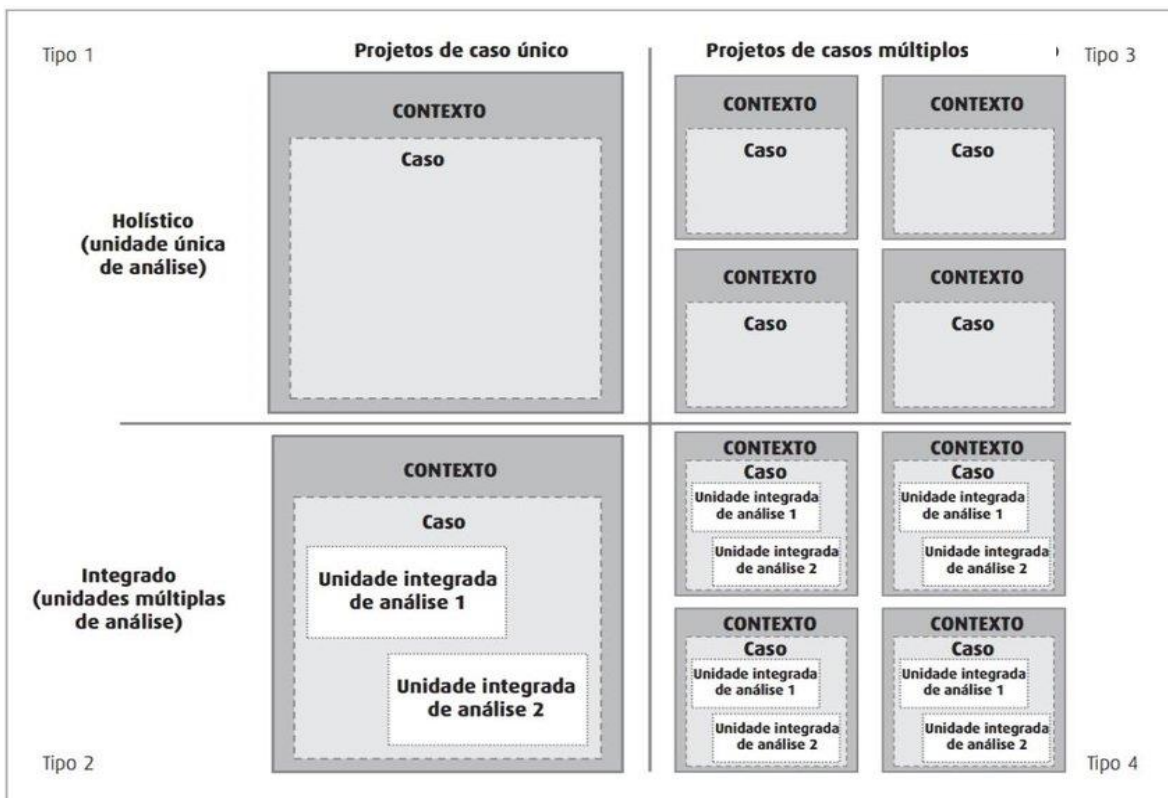 Tipo 1
Projetos de caso único
Projetos de casos múltiplos
Tipo 3
Holístico
(unidade única
de análise)
CONTEXTO
Caso
CONTEXTO
Caso
CONTEXTO
Caso
CONTEXTO
Caso
CONTEXTO
Caso
Integrado
(unidades múltiplas
de análise)
CONTEXTO
Caso
Unidade integrada
de análise 1
Unidade integrada
de análise 2
CONTEXTO
Caso
Unidade integrada
de análise 1
Unidade integrada
de análise 2
CONTEXTO
Caso
Unidade integrada
de análise 1
Unidade integrada
de análise 2
CONTEXTO
Caso
Unidade integrada
de análise 1
Unidade integrada
de análise 2
CONTEXTO
Caso
Unidade integrada
de análise 1
Unidade integrada
de análise 2
Tipo 2
Tipo 4